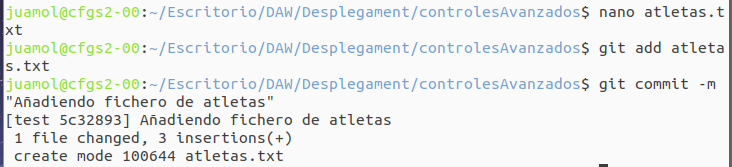 juamol@cfgs2-00:~/Escritorio/DAW/Desplegament/controlesAvanzados$ nano atletas.t
xt
juamol@cfgs2-00:~/Escritorio/DAW/Desplegament/controlesAvanzados$ git add atleta
s.txt
juamol@cfgs2-00:~/Escritorio/DAW/Desplegament/controlesAvanzados$ git commit -m
"Añadiendo fichero de atletas"
[test 5c32893] Añadiendo fichero de atletas
 1 file changed, 3 insertions(+)
 create mode 100644 atletas.txt